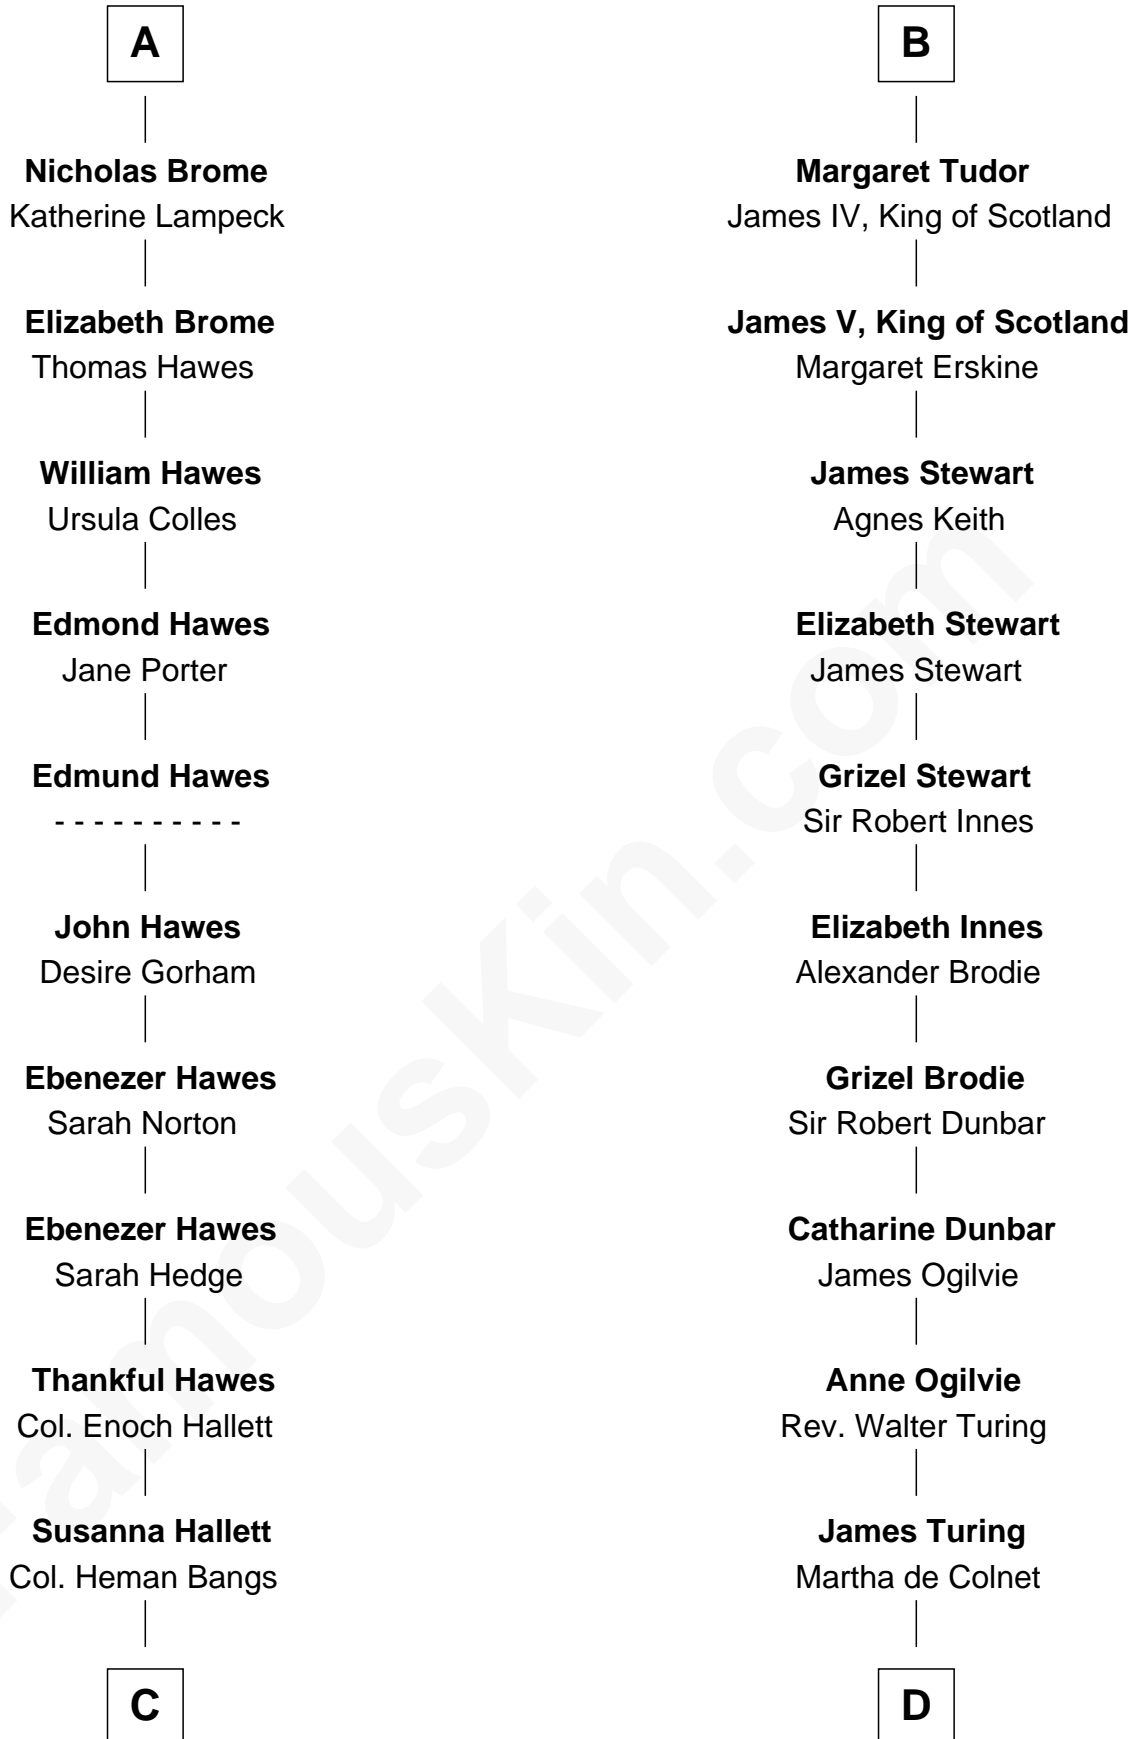 A
Nicholas Brome
Katherine Lampeck
Elizabeth Brome
Thomas Hawes
William Hawes
Ursula Colles
Edmond Hawes
Jane Porter
Edmund Hawes
- - - - - - - - - -
John Hawes
Desire Gorham
Ebenezer Hawes
Sarah Norton
Ebenezer Hawes
Sarah Hedge
Thankful Hawes
Col. Enoch Hallett
Susanna Hallett
Col. Heman Bangs
C
B
Margaret Tudor
James IV, King of Scotland
James V, King of Scotland
Margaret Erskine
James Stewart
Agnes Keith
Elizabeth Stewart
James Stewart
Grizel Stewart
Sir Robert Innes
Elizabeth Innes
Alexander Brodie
Grizel Brodie
Sir Robert Dunbar
Catharine Dunbar
James Ogilvie
Anne Ogilvie
Rev. Walter Turing
James Turing
Martha de Colnet
D
FamousKin.com